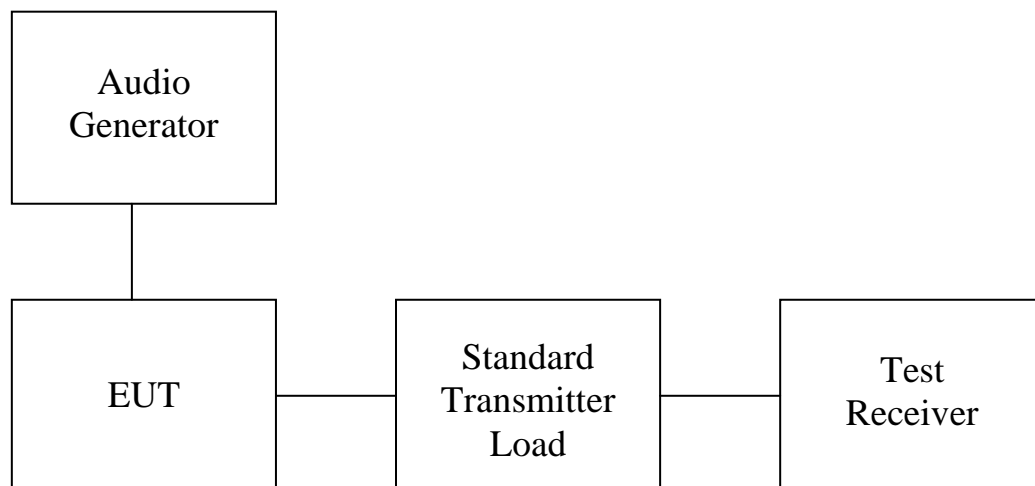 Audio
Generator
EUT
Standard
Transmitter
Load
Test
Receiver